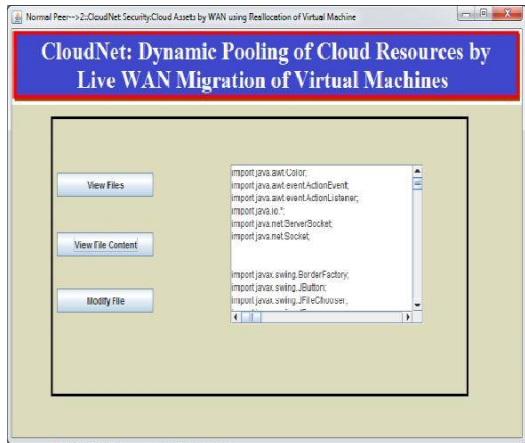 Normal Peer-->2::CloudNet Security:Cloud Assets by WAN using Reallocation of Virtual Machine
CloudNet: Dynamic Pooling of Cloud Resources by
Live WAN Migration of Virtual Machines
View Files
View File Content
Modify File
import java.awt.Color;
import java.awt.event.ActionEvent;
import java.awt.event.ActionListener;
import java.io.*;
import java.net.ServerSocket;
import java.net.Socket;
import javax.swing.BorderFactory;
import javax.swing.JButton;
import javax.swing.JFileChooser;